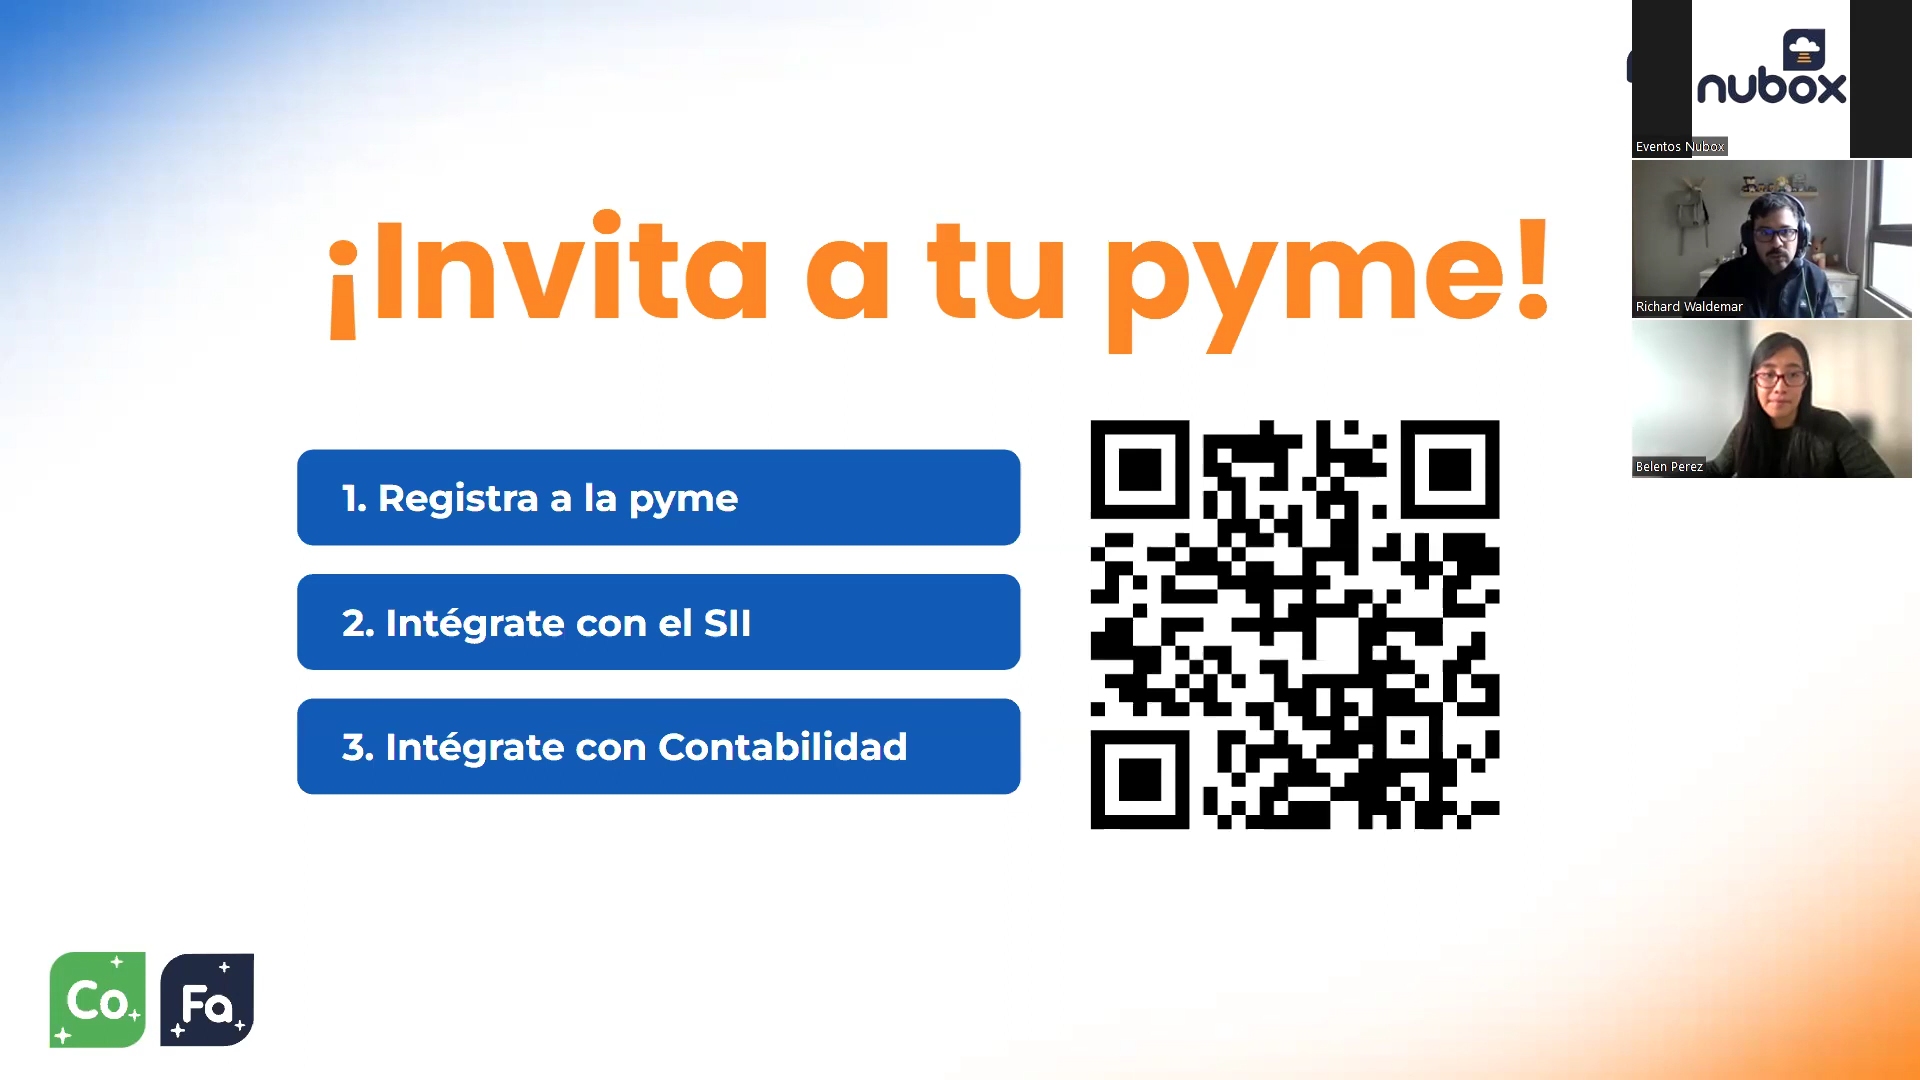 ¡Invita a tu pyme!
1. Registra a la pyme
2. Intégrate con el SII
3. Intégrate con Contabilidad
Co
Fa
nubox
Eventos Nubox
Richard Waldemar
Belen Perez